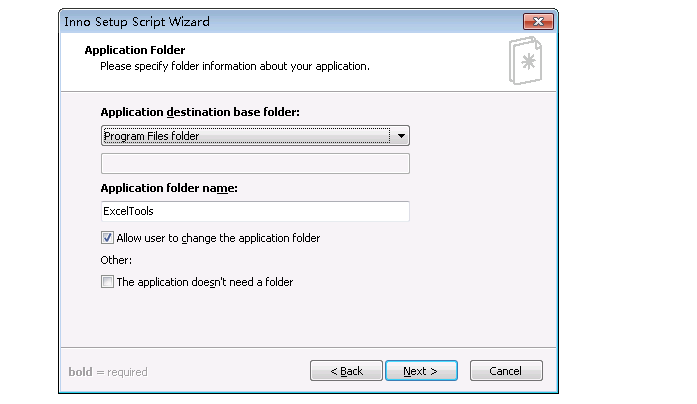 Inno Setup Script Wizard
Application Folder
Please specify folder information about your application.
Application destination base folder:
Program Files folder
Application folder name:
ExcelTools
Allow user to change the application folder
Other:
The application doesn't need a folder
bold = required
< Back
Next >
Cancel